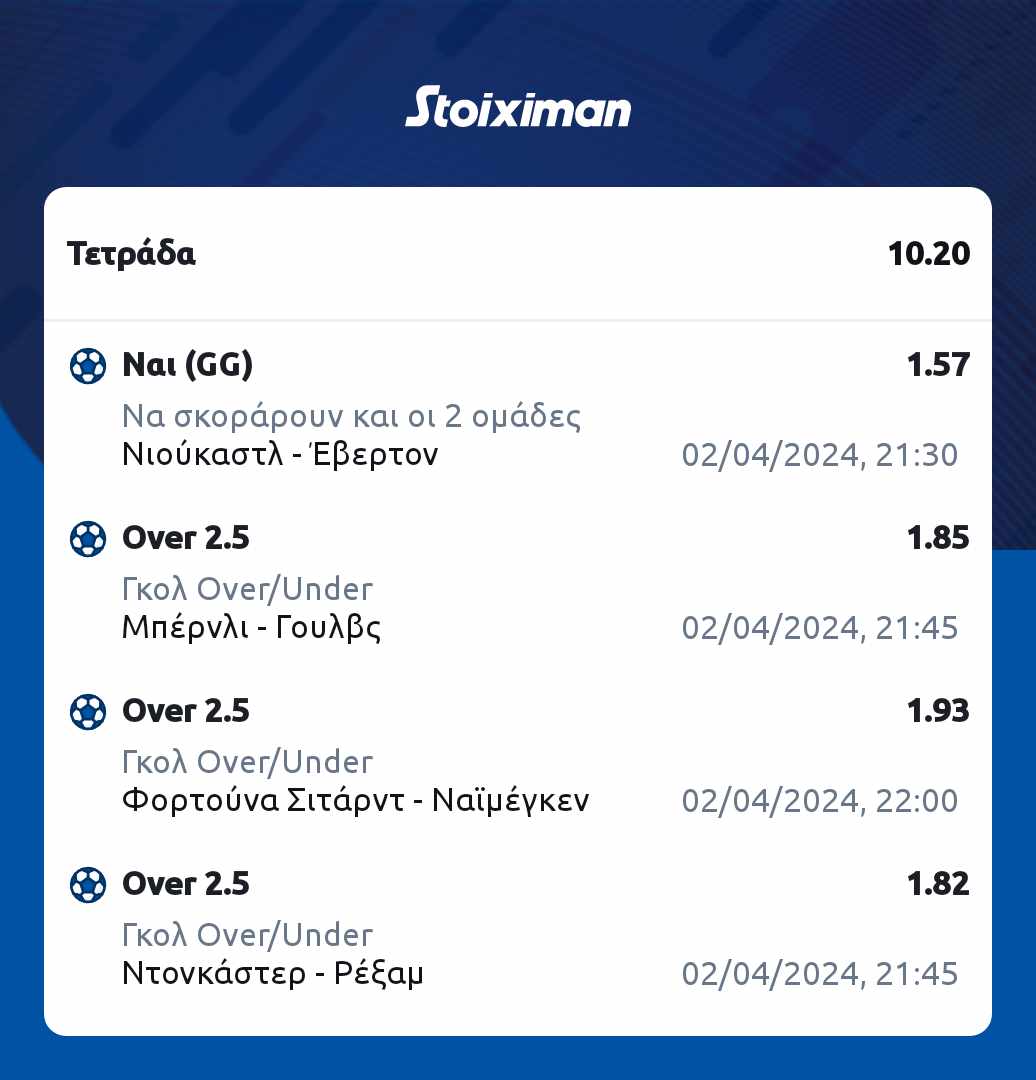 Stoiximan
Τετράδα 10.20
Ναι (GG) 1.57
Να σκοράρουν και οι 2 ομάδες
Νιούκαστλ - Έβερτον 02/04/2024, 21:30
Over 2.5 1.85
Γκολ Over/Under
Μπέρνλι - Γουλβς 02/04/2024, 21:45
Over 2.5 1.93
Γκολ Over/Under
Φορτούνα Σιτάρντ - Ναϊμέγκεν 02/04/2024, 22:00
Over 2.5 1.82
Γκολ Over/Under
Ντονκάστερ - Ρέξαμ 02/04/2024, 21:45